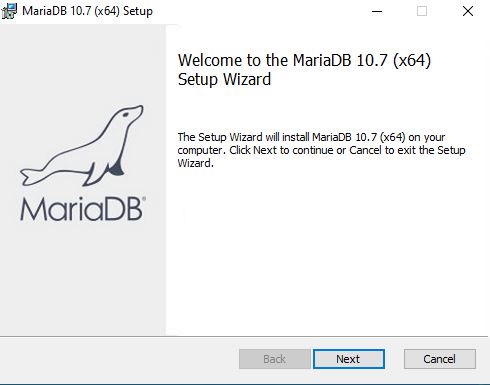 MariaDB 10.7 (x64) Setup
Welcome to the MariaDB 10.7 (x64)
Setup Wizard
The Setup Wizard will install MariaDB 10.7 (x64) on your
computer. Click Next to continue or Cancel to exit the Setup
Wizard.
MariaDB®
Back
Next
Cancel